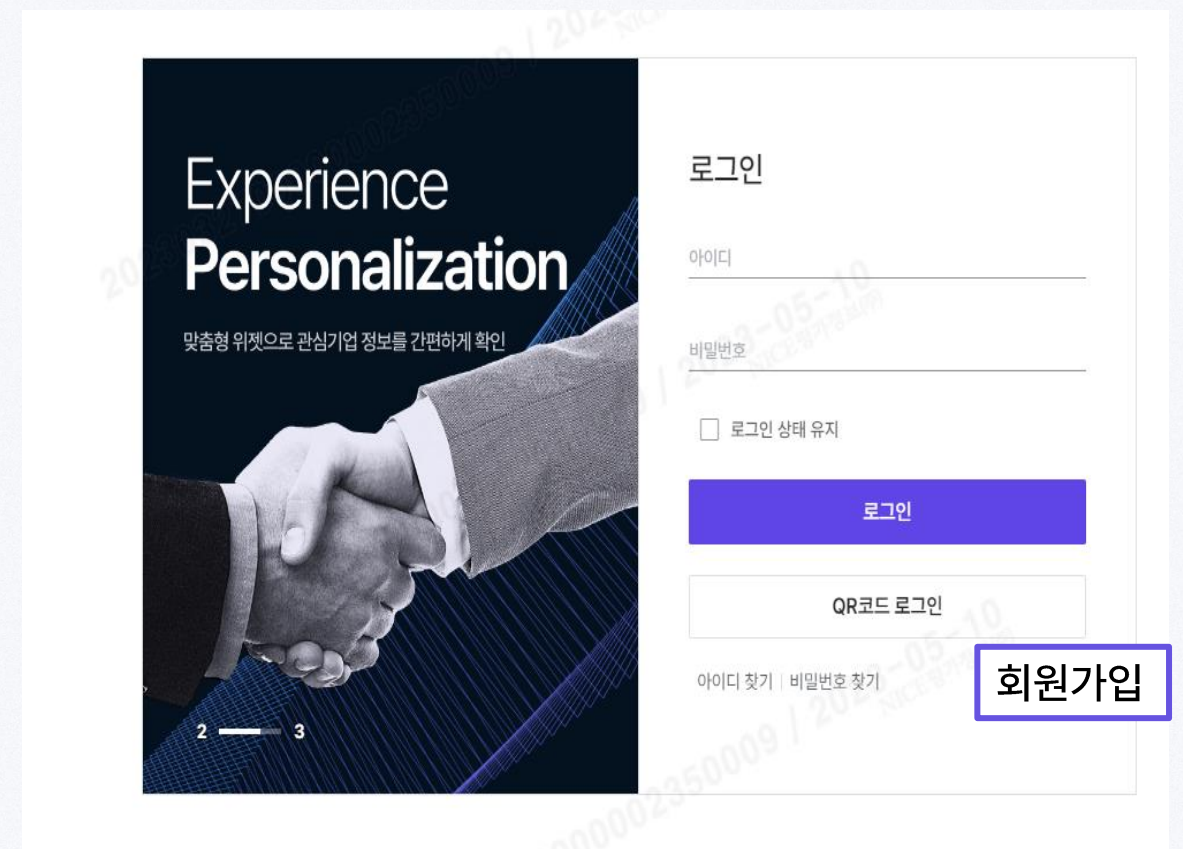 Experience
Personalization
맞춤형 위젯으로 관심기업 정보를 간편하게 확인
2 3
로그인
아이디
비밀번호
로그인 상태 유지
로그인
QR코드 로그인
아이디 찾기 | 비밀번호 찾기
회원가입